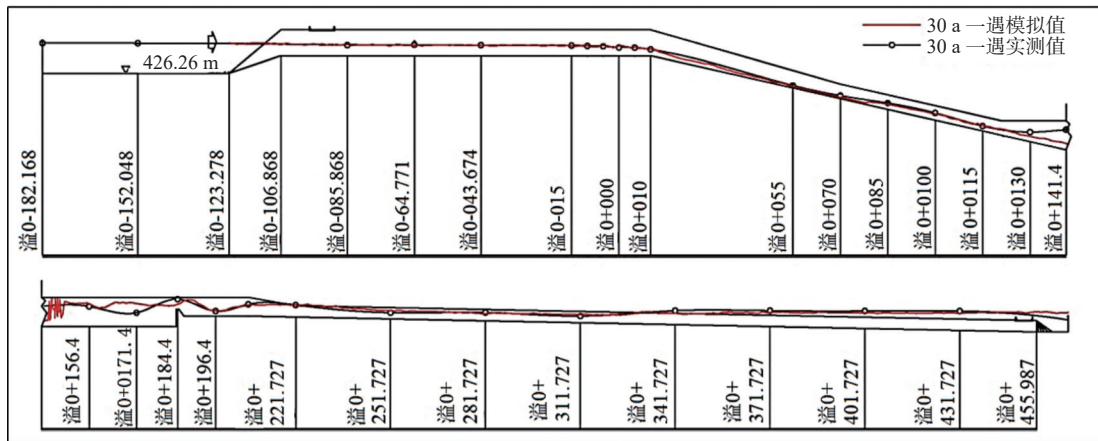 30 a 一遇模拟值
30 a 一遇实测值
426.26 m
溢0-182.168
溢0-152.048
溢0-123.278
溢0-106.868
溢0-085.868
溢0-64.771
溢0-043.674
溢0-015
溢0+000
溢0+010
溢0+055
溢0+070
溢0+085
溢0+0100
溢0+0115
溢0+0130
溢0+141.4
溢0+156.4
溢0+0171.4
溢0+184.4
溢0+196.4
溢0+
221.727
溢0+
251.727
溢0+
281.727
溢0+
311.727
溢0+
341.727
溢0+
371.727
溢0+
401.727
溢0+
431.727
溢0+
455.987